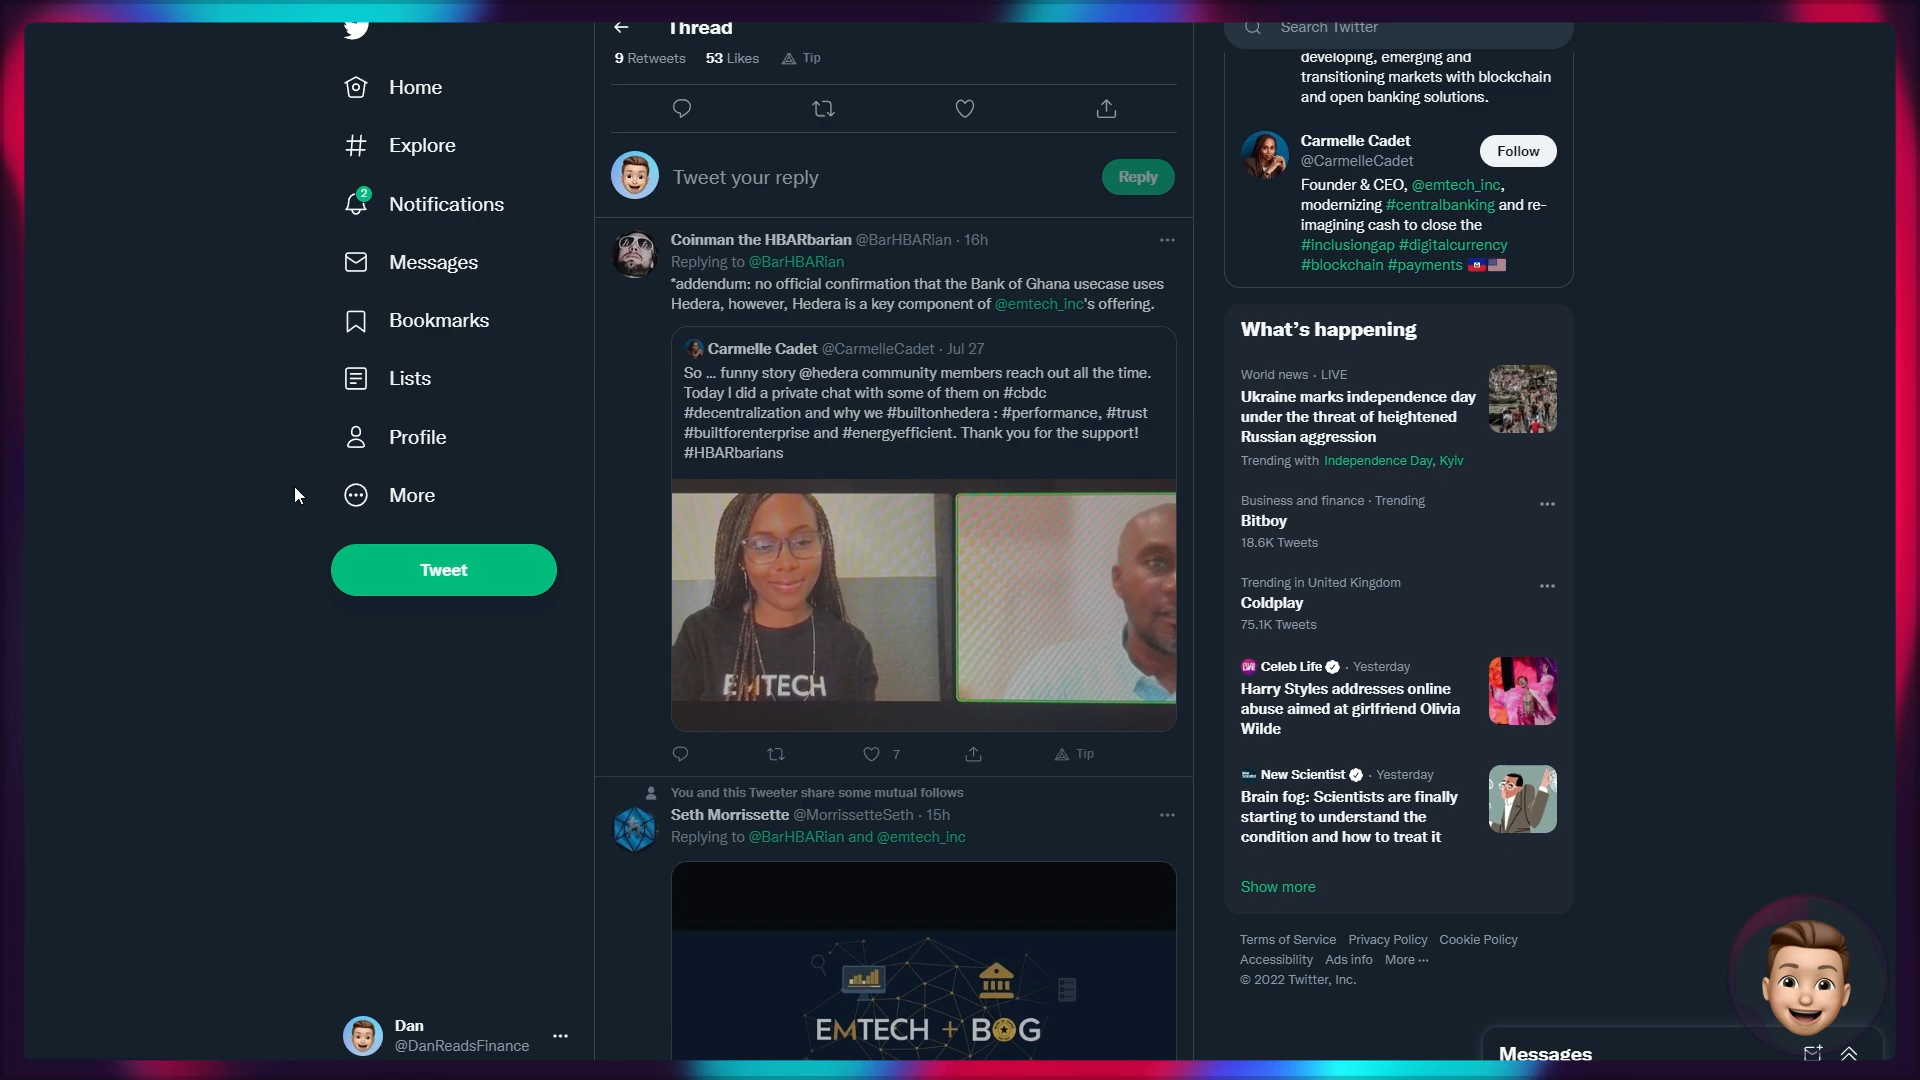 Thread
9 Retweets 53 Likes Tip
Home
Explore
2
Notifications
Messages
Bookmarks
Lists
Profile
More
Tweet
Dan
@DanReadsFinance
Tweet your reply
Reply
Coinman the HBARbarian @BarHBARian · 16h
Replying to @BarHBARian
*addendum: no official confirmation that the Bank of Ghana usecase uses
Hedera, however, Hedera is a key component of @emtech_inc's offering.
Carmelle Cadet @CarmelleCadet · Jul 27
So ... funny story @hedera community members reach out all the time.
Today I did a private chat with some of them on #cbdc
#decentralization and why we #builtonhedera : #performance, #trust
#builtforenterprise and #energyefficient. Thank you for the support!
#HBARbarians
EMTECH
7 Tip
You and this Tweeter share some mutual follows
Seth Morrissette @MorrissetteSeth · 15h
Replying to @BarHBARian and @emtech_inc
EMTECH + BOG
Search Twitter
developing, emerging and
transitioning markets with blockchain
and open banking solutions.
Carmelle Cadet
@CarmelleCadet
Follow
Founder & CEO, @emtech_inc,
modernizing #centralbanking and re-
imagining cash to close the
#inclusiongap #digitalcurrency
#blockchain #payments
What's happening
World news · LIVE
Ukraine marks independence day
under the threat of heightened
Russian aggression
Trending with Independence Day, Kyiv
Business and finance · Trending
Bitboy
18.6K Tweets
Trending in United Kingdom
Coldplay
75.1K Tweets
Celeb Life · Yesterday
Harry Styles addresses online
abuse aimed at girlfriend Olivia
Wilde
New Scientist · Yesterday
Brain fog: Scientists are finally
starting to understand the
condition and how to treat it
Show more
Terms of Service Privacy Policy Cookie Policy
Accessibility Ads info More ···
© 2022 Twitter, Inc.
Messages